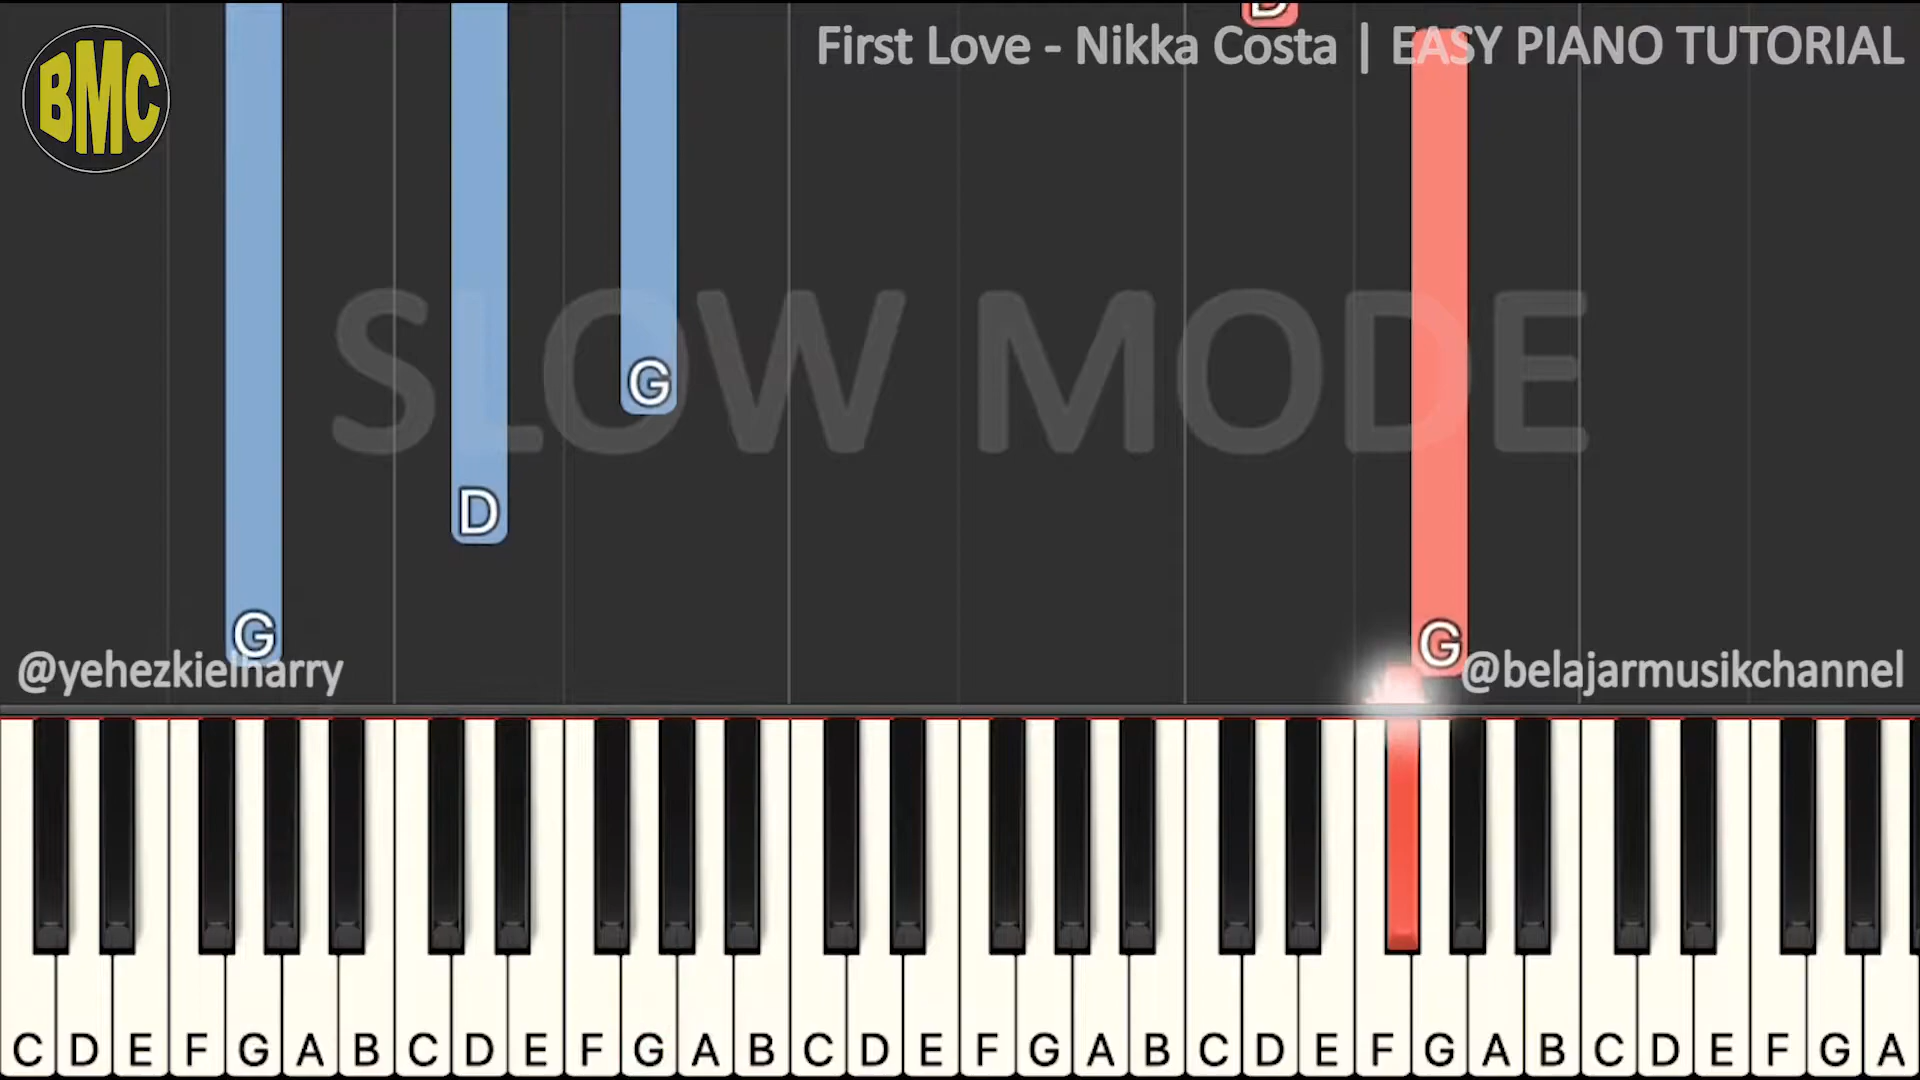 D
First Love - Nikka Costa | EASY PIANO TUTORIAL
BMC
SLOW MODE
G
D
G
G
@yehezkielharry
@belajarmusikchannel
C D E F G A B C D E F G A B C D E F G A B C D E F G A B C D E F G A